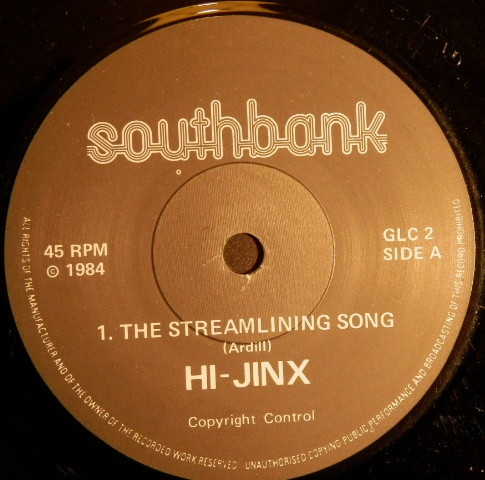 southbank
45 RPM
© 1984
GLC 2
SIDE A
1. THE STREAMLINING SONG
(Ardill)
HI-JINX
Copyright Control
ALL RIGHTS OF THE MANUFACTURER AND OF THE OWNER OF THE RECORDED WORK RESERVED UNAUTHORISED COPYING PUBLIC PERFORMANCE AND BROADCASTING OF THIS RECORD PROHIBITED